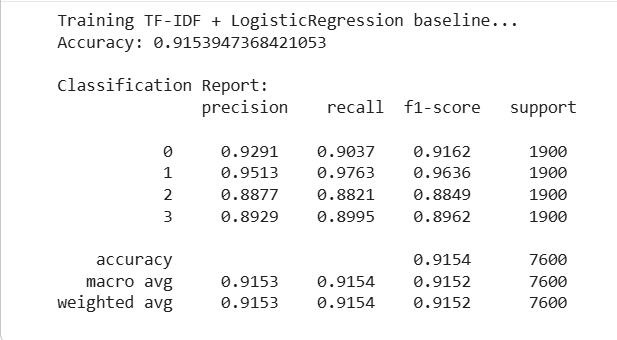 Training TF-IDF + LogisticRegression baseline...
Accuracy: 0.9153947368421053
Classification Report:
precision recall f1-score support
0 0.9291 0.9037 0.9162 1900
1 0.9513 0.9763 0.9636 1900
2 0.8877 0.8821 0.8849 1900
3 0.8929 0.8995 0.8962 1900
accuracy 0.9154 7600
macro avg 0.9153 0.9154 0.9152 7600
weighted avg 0.9153 0.9154 0.9152 7600